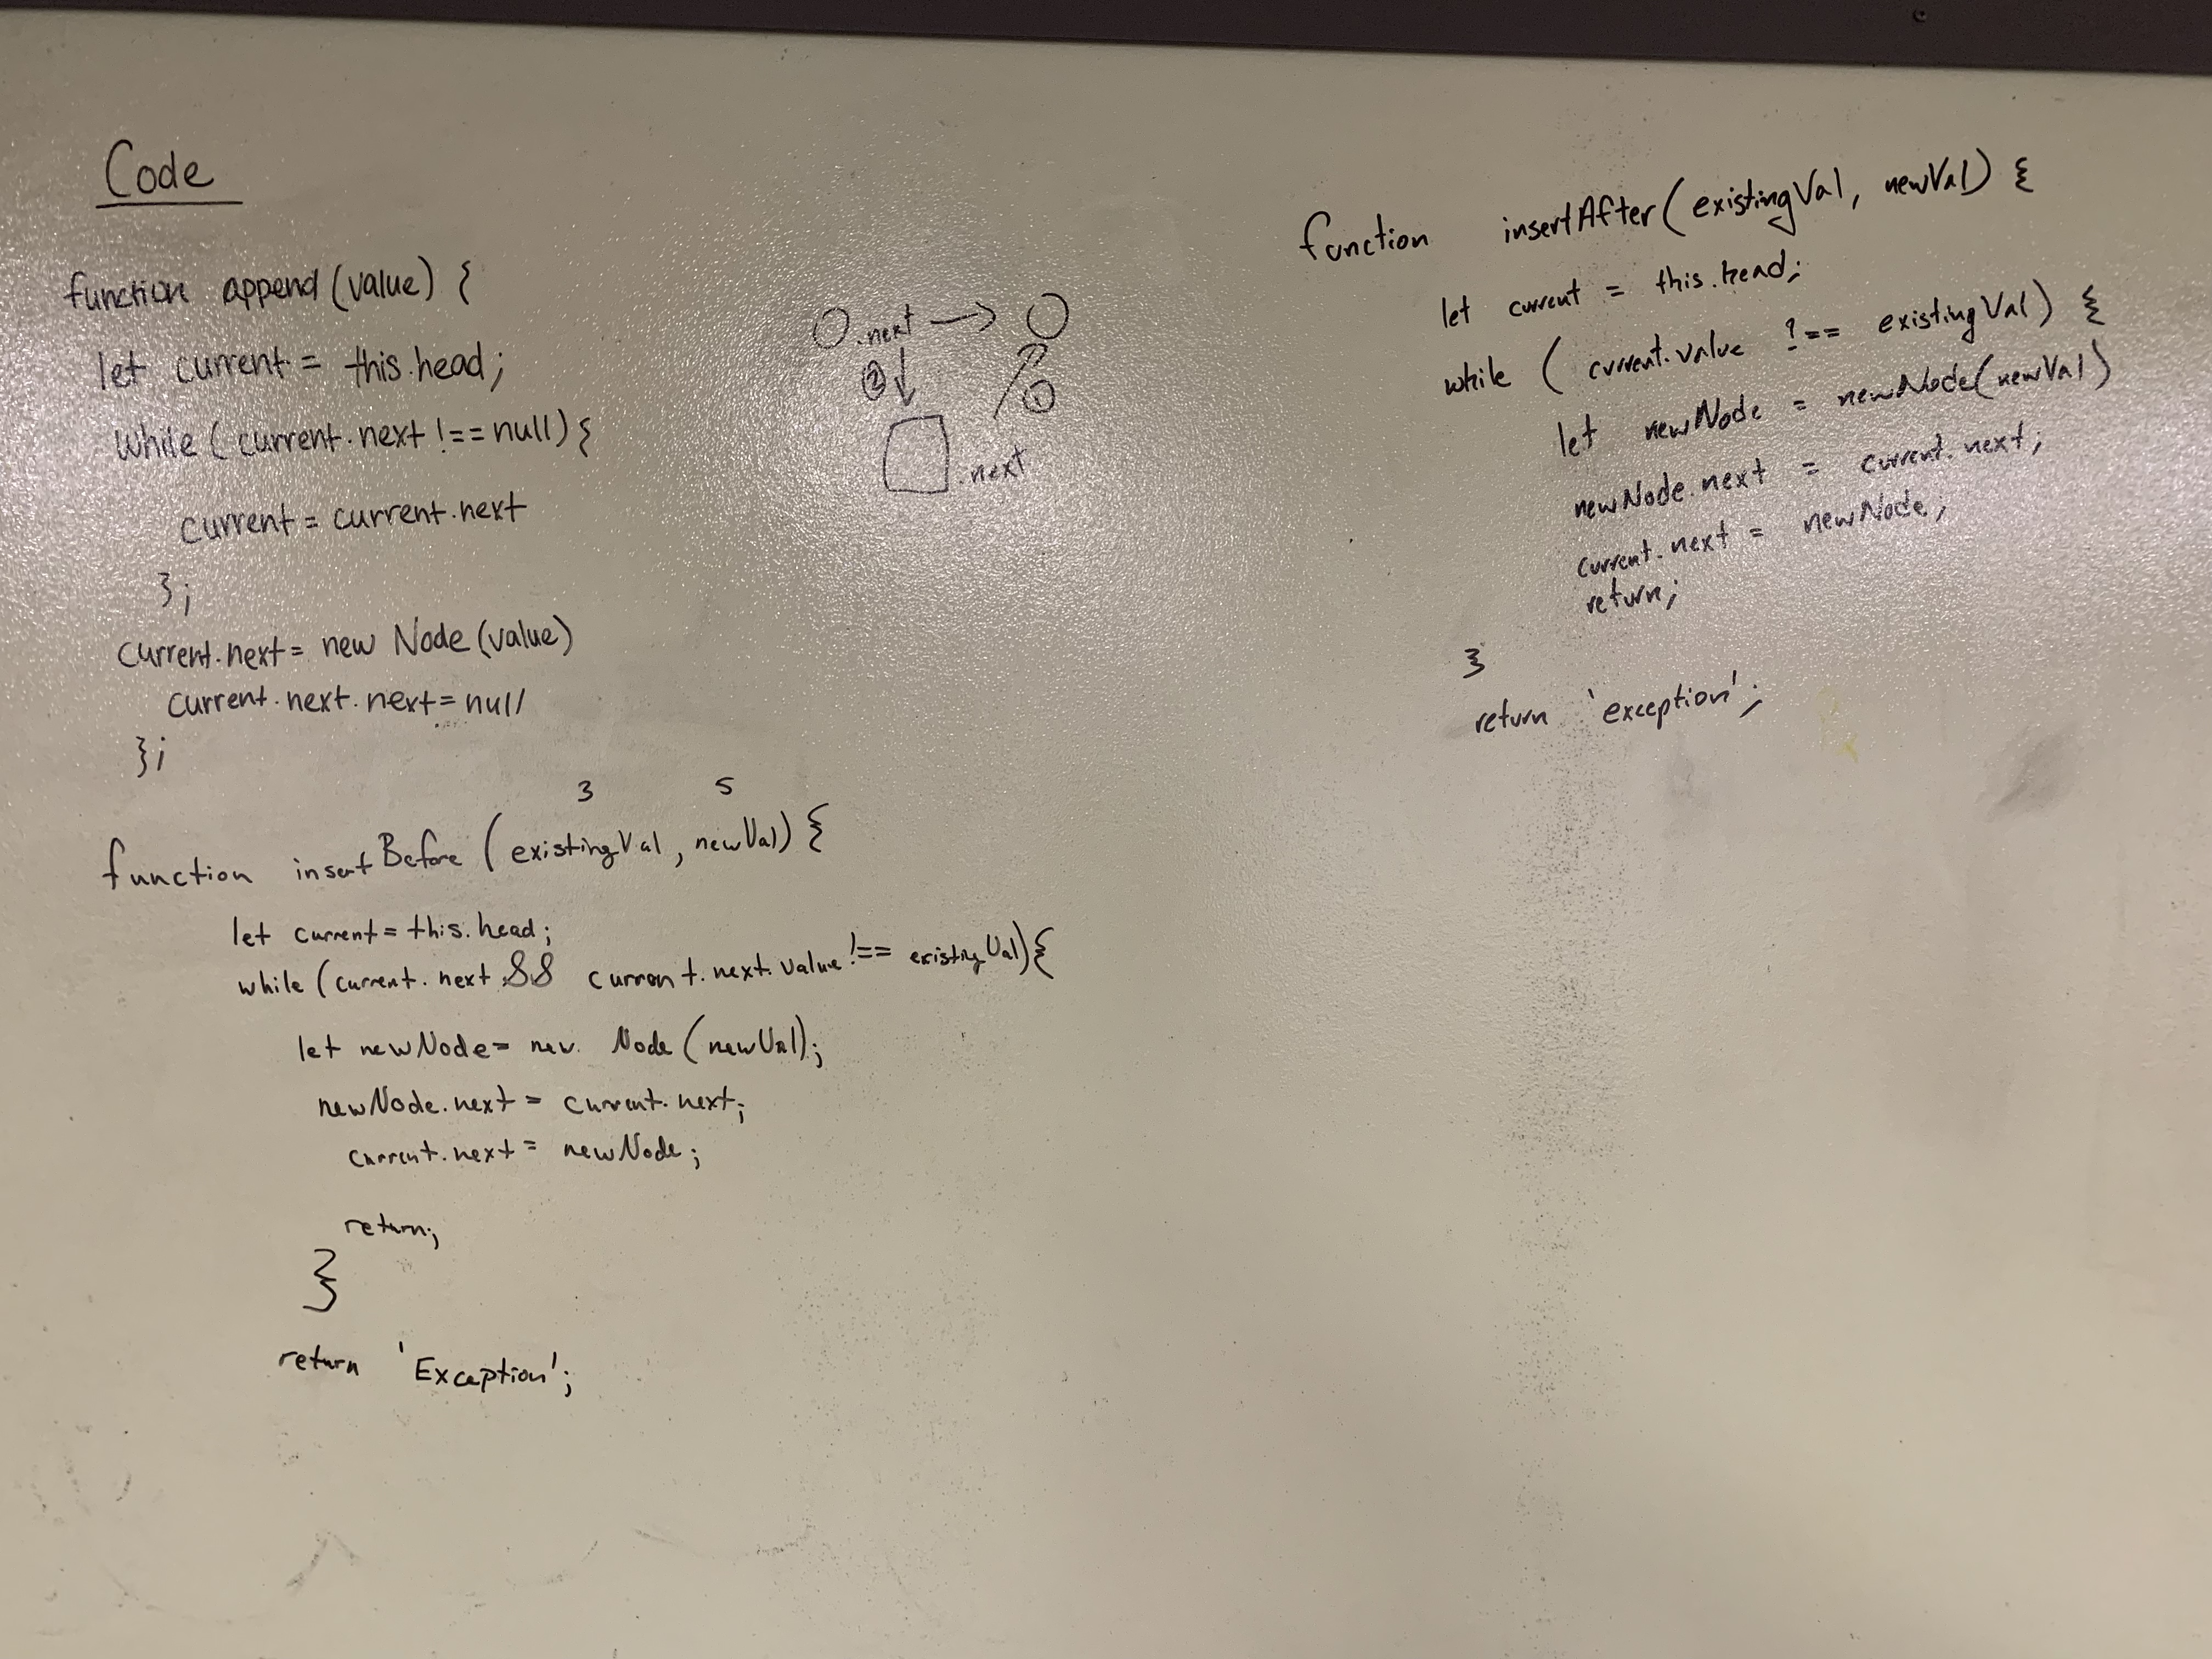 Code
function append(value) {
let current = this.head;
while (current.next !== null) {
current = current.next
};
current.next = new Node (value)
current.next.next = null
};
.next
②
①
.next
3 5
function insertBefore (existingVal, newVal) {
let current = this.head;
while (current.next && current.next.value !== existingVal) {
let newNode = new Node (newVal);
newNode.next = current.next;
current.next = newNode;
return;
}
return 'Exception';
function insertAfter (existingVal, newVal) {
let current = this.head;
while ( current.value !== existingVal) {
let newNode = newNode(newVal)
newNode.next = current.next;
current.next = newNode;
return;
}
return 'exception';